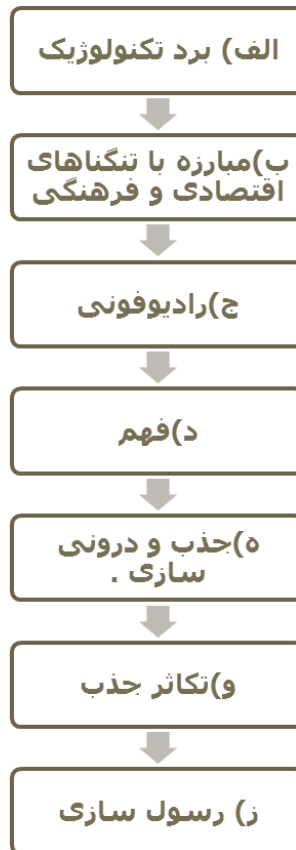 الف) برد تکنولوژیک
ب)مبارزه با تنگناهای
اقتصادی و فرهنگی
ج)رادیوفونی
د)فهم
ه)جذب و درونی
سازی .
و)تکاثر جذب
ز) رسول سازی